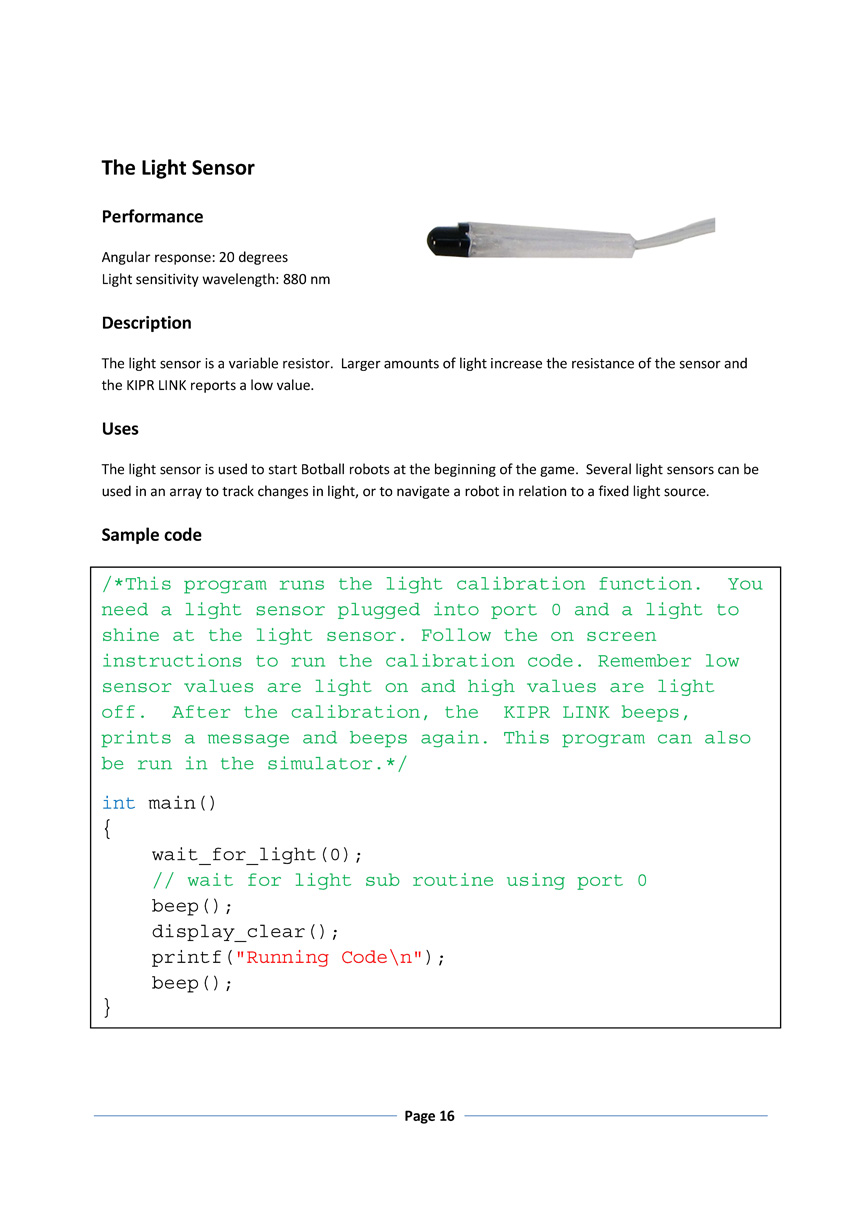 The Light Sensor
Performance
Angular response: 20 degrees
Light sensitivity wavelength: 880 nm
Description
The light sensor is a variable resistor.  Larger amounts of light increase the resistance of the sensor and
the KIPR LINK reports a low value.
Uses
The light sensor is used to start Botball robots at the beginning of the game.  Several light sensors can be
used in an array to track changes in light, or to navigate a robot in relation to a fixed light source.
Sample code
/*This program runs the light calibration function.  You
need a light sensor plugged into port 0 and a light to
shine at the light sensor. Follow the on screen
instructions to run the calibration code. Remember low
sensor values are light on and high values are light
off.  After the calibration, the  KIPR LINK beeps,
prints a message and beeps again. This program can also
be run in the simulator.*/
int main()
{
wait_for_light(0);
// wait for light sub routine using port 0
beep();
display_clear();
printf("Running Code\n");
beep();
}
Page 16